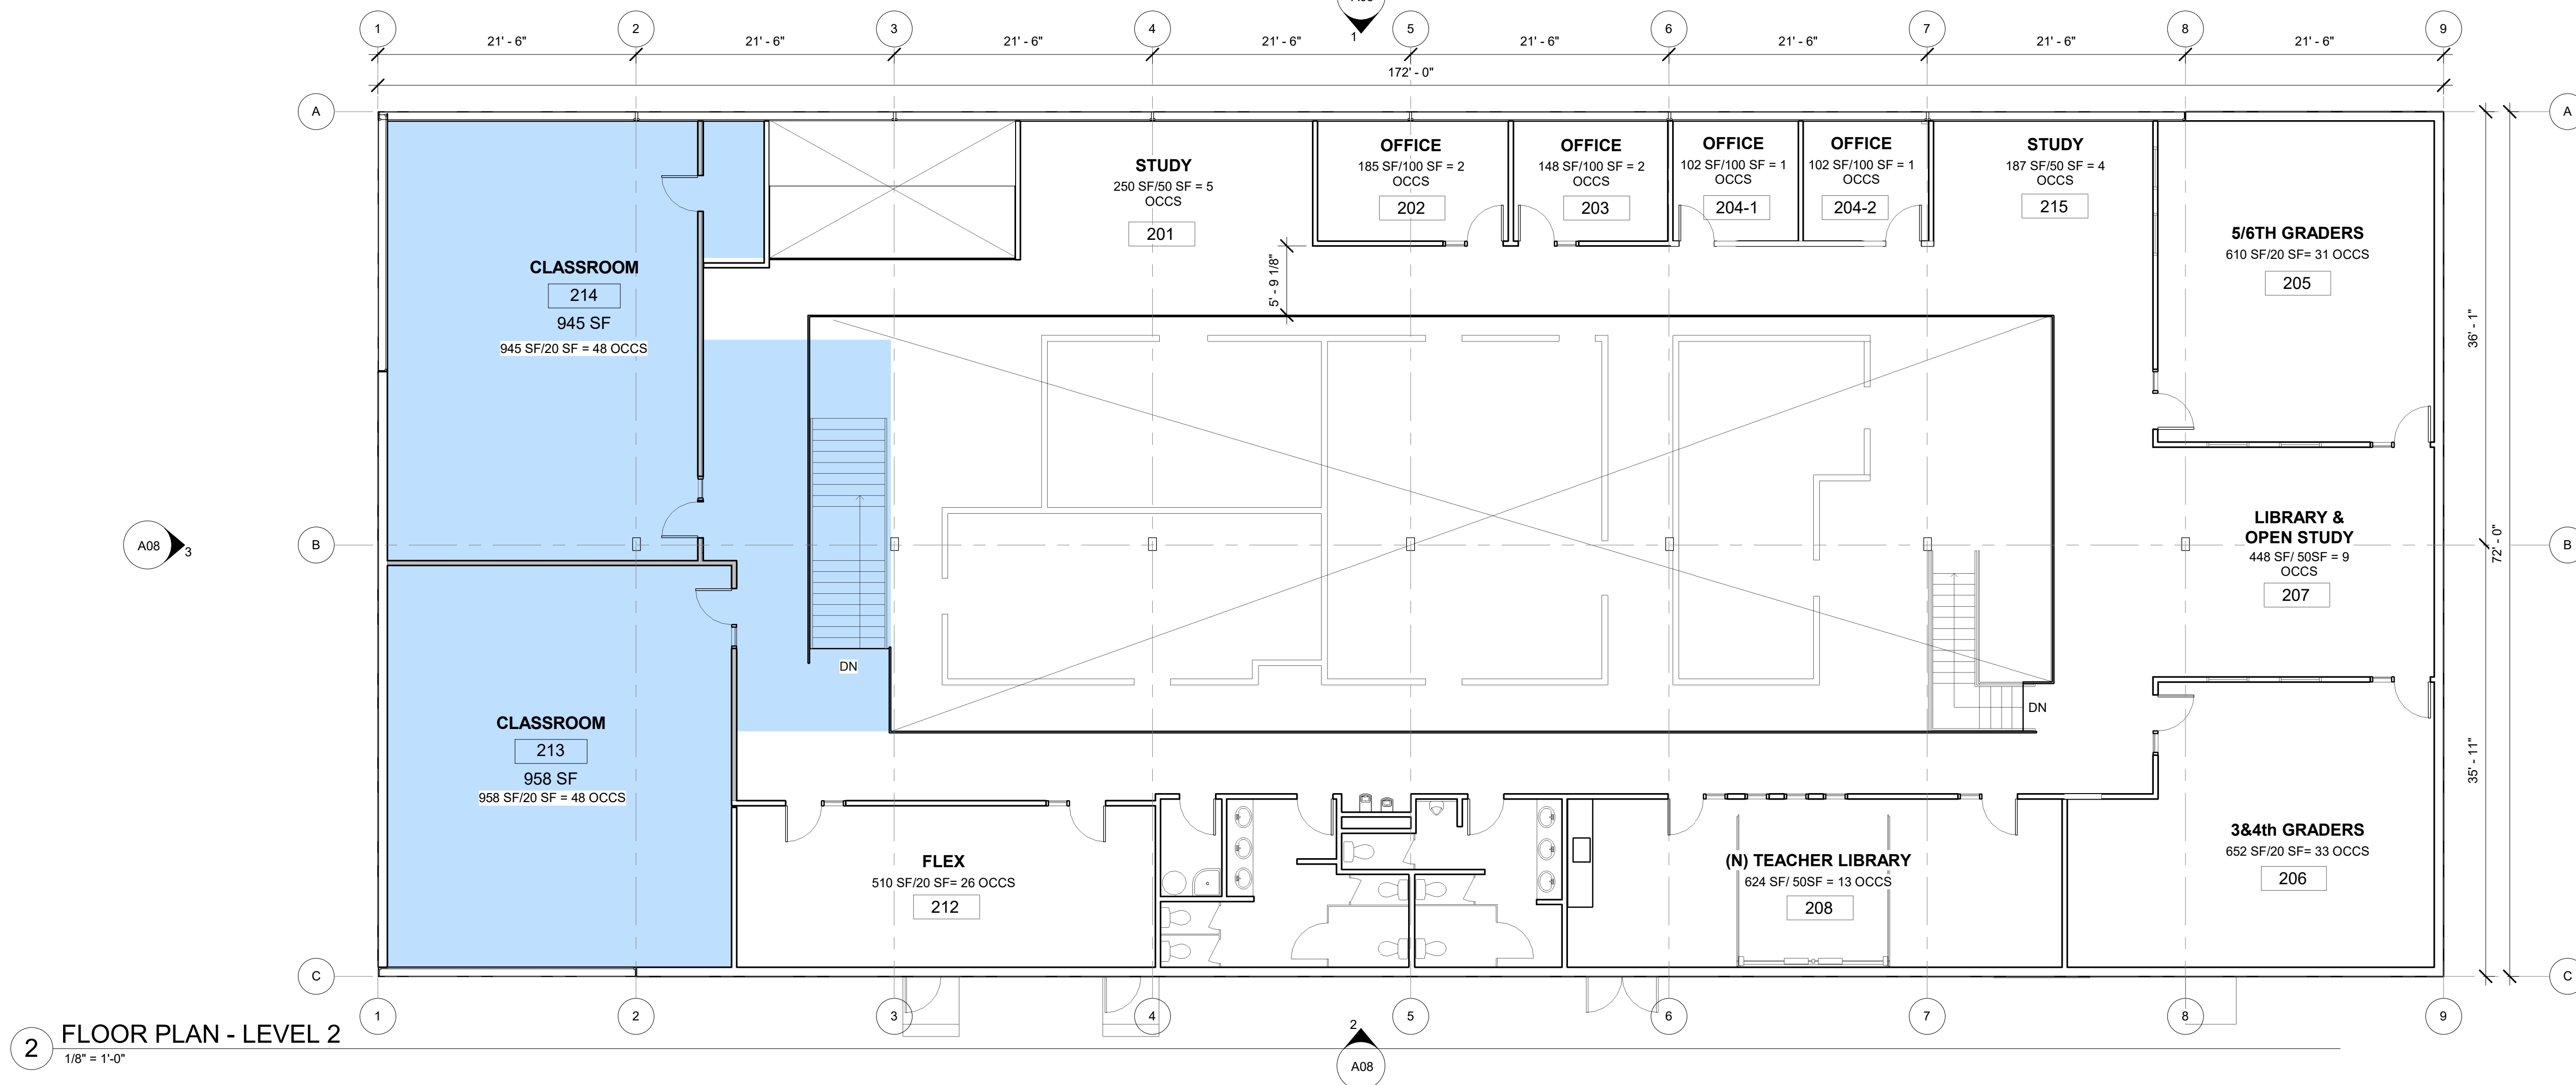 A08
1
1
2
3
4
5
6
7
8
9
21' - 6"
21' - 6"
21' - 6"
21' - 6"
21' - 6"
21' - 6"
21' - 6"
21' - 6"
172' - 0"
A
A
STUDY
250 SF/50 SF = 5
OCCS
201
OFFICE
185 SF/100 SF = 2
OCCS
202
OFFICE
148 SF/100 SF = 2
OCCS
203
OFFICE
102 SF/100 SF = 1
OCCS
204-1
OFFICE
102 SF/100 SF = 1
OCCS
204-2
STUDY
187 SF/50 SF = 4
OCCS
215
5/6TH GRADERS
610 SF/20 SF= 31 OCCS
205
CLASSROOM
214
945 SF
945 SF/20 SF = 48 OCCS
5' - 9 1/8"
36' - 1"
A08
3
B
B
72' - 0"
LIBRARY &
OPEN STUDY
448 SF/ 50SF = 9
OCCS
207
DN
DN
CLASSROOM
213
958 SF
958 SF/20 SF = 48 OCCS
35' - 11"
FLEX
510 SF/20 SF= 26 OCCS
212
(N) TEACHER LIBRARY
624 SF/ 50SF = 13 OCCS
208
3&4th GRADERS
652 SF/20 SF= 33 OCCS
206
C
C
1
2
3
4
5
6
7
8
9
2
A08
2
FLOOR PLAN - LEVEL 2
1/8" = 1'-0"